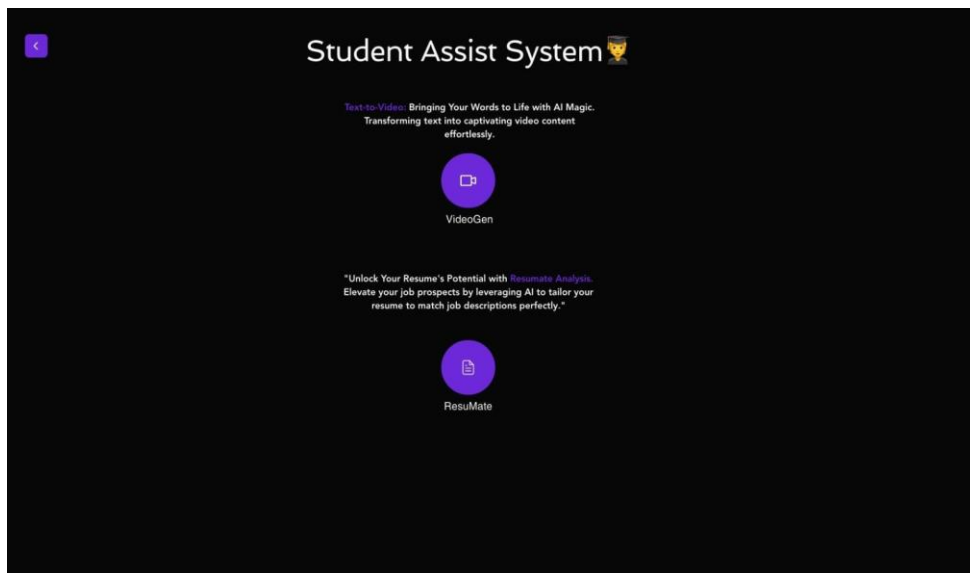 Student Assist System👨‍🎓
Text-to-Video: Bringing Your Words to Life with AI Magic.
Transforming text into captivating video content
effortlessly.
VideoGen
"Unlock Your Resume's Potential with Resumate Analysis.
Elevate your job prospects by leveraging AI to tailor your
resume to match job descriptions perfectly."
ResuMate